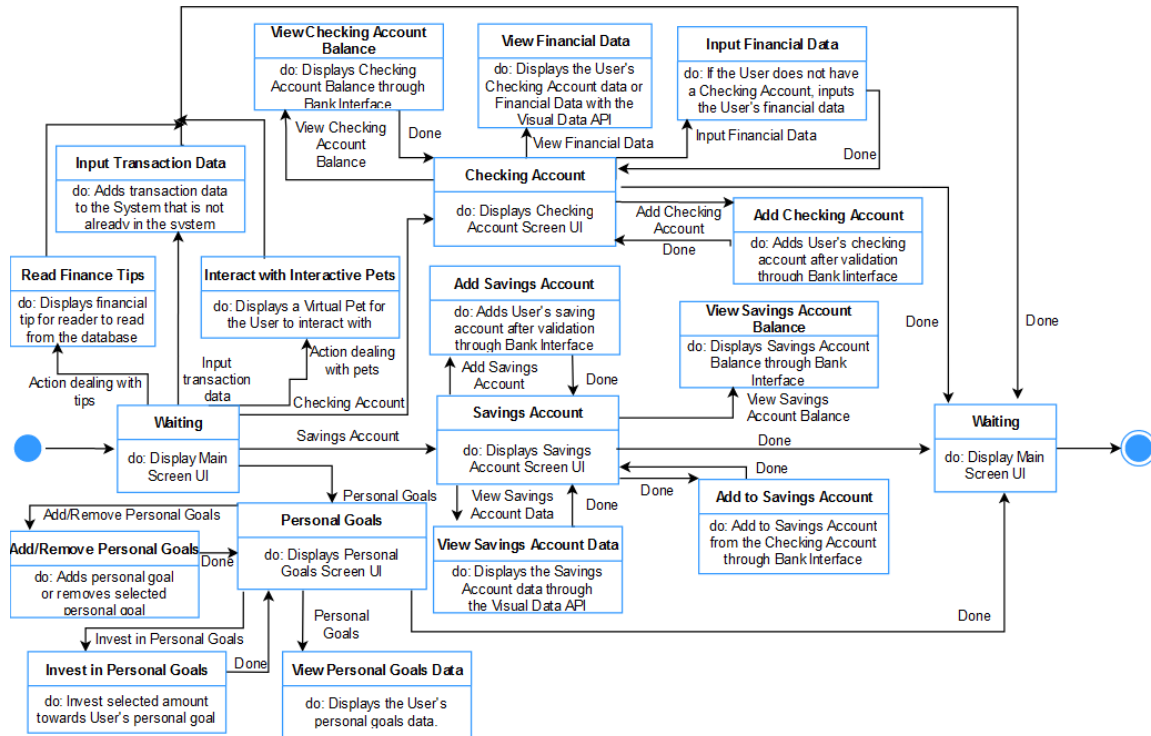 View Checking Account
Balance
do: Displays Checking
Account Balance through
Bank Interface
View Financial Data
do: Displays the User's
Checking Account data or
Financial Data with the
Visual Data API
Input Financial Data
do: If the User does not have
a Checking Account, inputs
the User's financial data
View Checking
Account
Balance
Done
View Financial Data
Input Financial Data
Done
Input Transaction Data
do: Adds transaction data
to the System that is not
already in the system
Checking Account
do: Displays Checking
Account Screen UI
Add Checking
Account
Done
Add Checking Account
do: Adds User's checking
account after validation
through Bank Interface
Read Finance Tips
do: Displays financial
tip for reader to read
from the database
Interact with Interactive Pets
do: Displays a Virtual Pet for
the User to interact with
Add Savings Account
do: Adds User's saving
account after validation
through Bank Interface
View Savings Account
Balance
do: Displays Savings Account
Balance through Bank
Interface
Done
Done
Action dealing with
tips
Input
transaction
data
Action dealing
with pets
Checking Account
Add Savings
Account
Done
View Savings
Account Balance
Waiting
do: Display Main
Screen UI
Savings Account
Savings Account
do: Displays Savings
Account Screen UI
Done
Waiting
do: Display Main
Screen UI
Done
Done
Personal Goals
View Savings
Account Data
Done
Add to Savings Account
do: Add to Savings Account
from the Checking Account
through Bank Interface
Add/Remove Personal Goals
Personal Goals
do: Displays Personal
Goals Screen UI
Add/Remove Personal Goals
do: Adds personal goal
or removes selected
personal goal
Done
View Savings Account Data
do: Displays the Savings
Account data through
the Visual Data API
Done
Invest in Personal Goals
Personal
Goals
Done
Invest in Personal Goals
do: Invest selected amount
towards User's personal goal
View Personal Goals Data
do: Displays the User's
personal goals data.